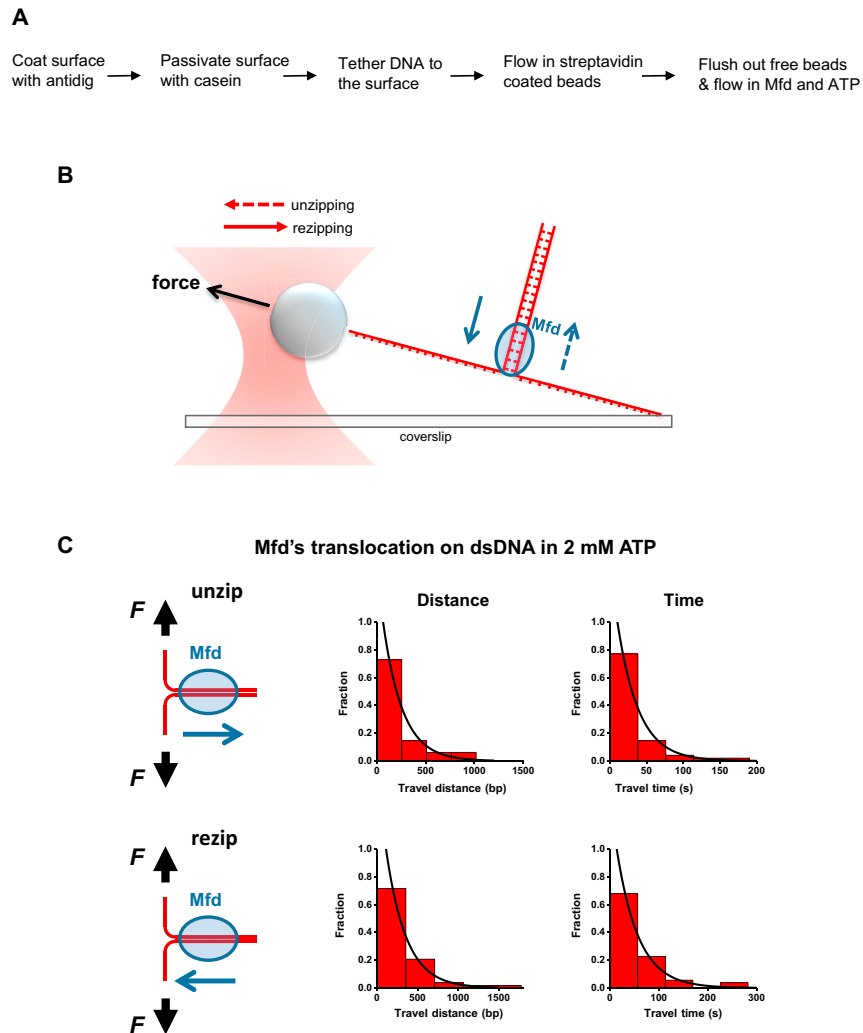 A
Coat surface
with antidig
Passivate surface
with casein
Tether DNA to
the surface
Flow in streptavidin
coated beads
Flush out free beads
& flow in Mfd and ATP
B
unzipping
rezipping
force
Mfd
coverslip
C
Mfd's translocation on dsDNA in 2 mM ATP
unzip
F
Mfd
F
Distance
Fraction
1.0
0.8
0.6
0.4
0.2
0.0
0 500 1000 1500
Travel distance (bp)
Time
Fraction
1.0
0.8
0.6
0.4
0.2
0.0
0 50 100 150 200
Travel time (s)
rezip
F
Mfd
F
Fraction
1.0
0.8
0.6
0.4
0.2
0
0 500 1000 1500
Travel distance (bp)
Fraction
1.0
0.8
0.6
0.4
0.2
0.0
0 100 200 300
Travel time (s)